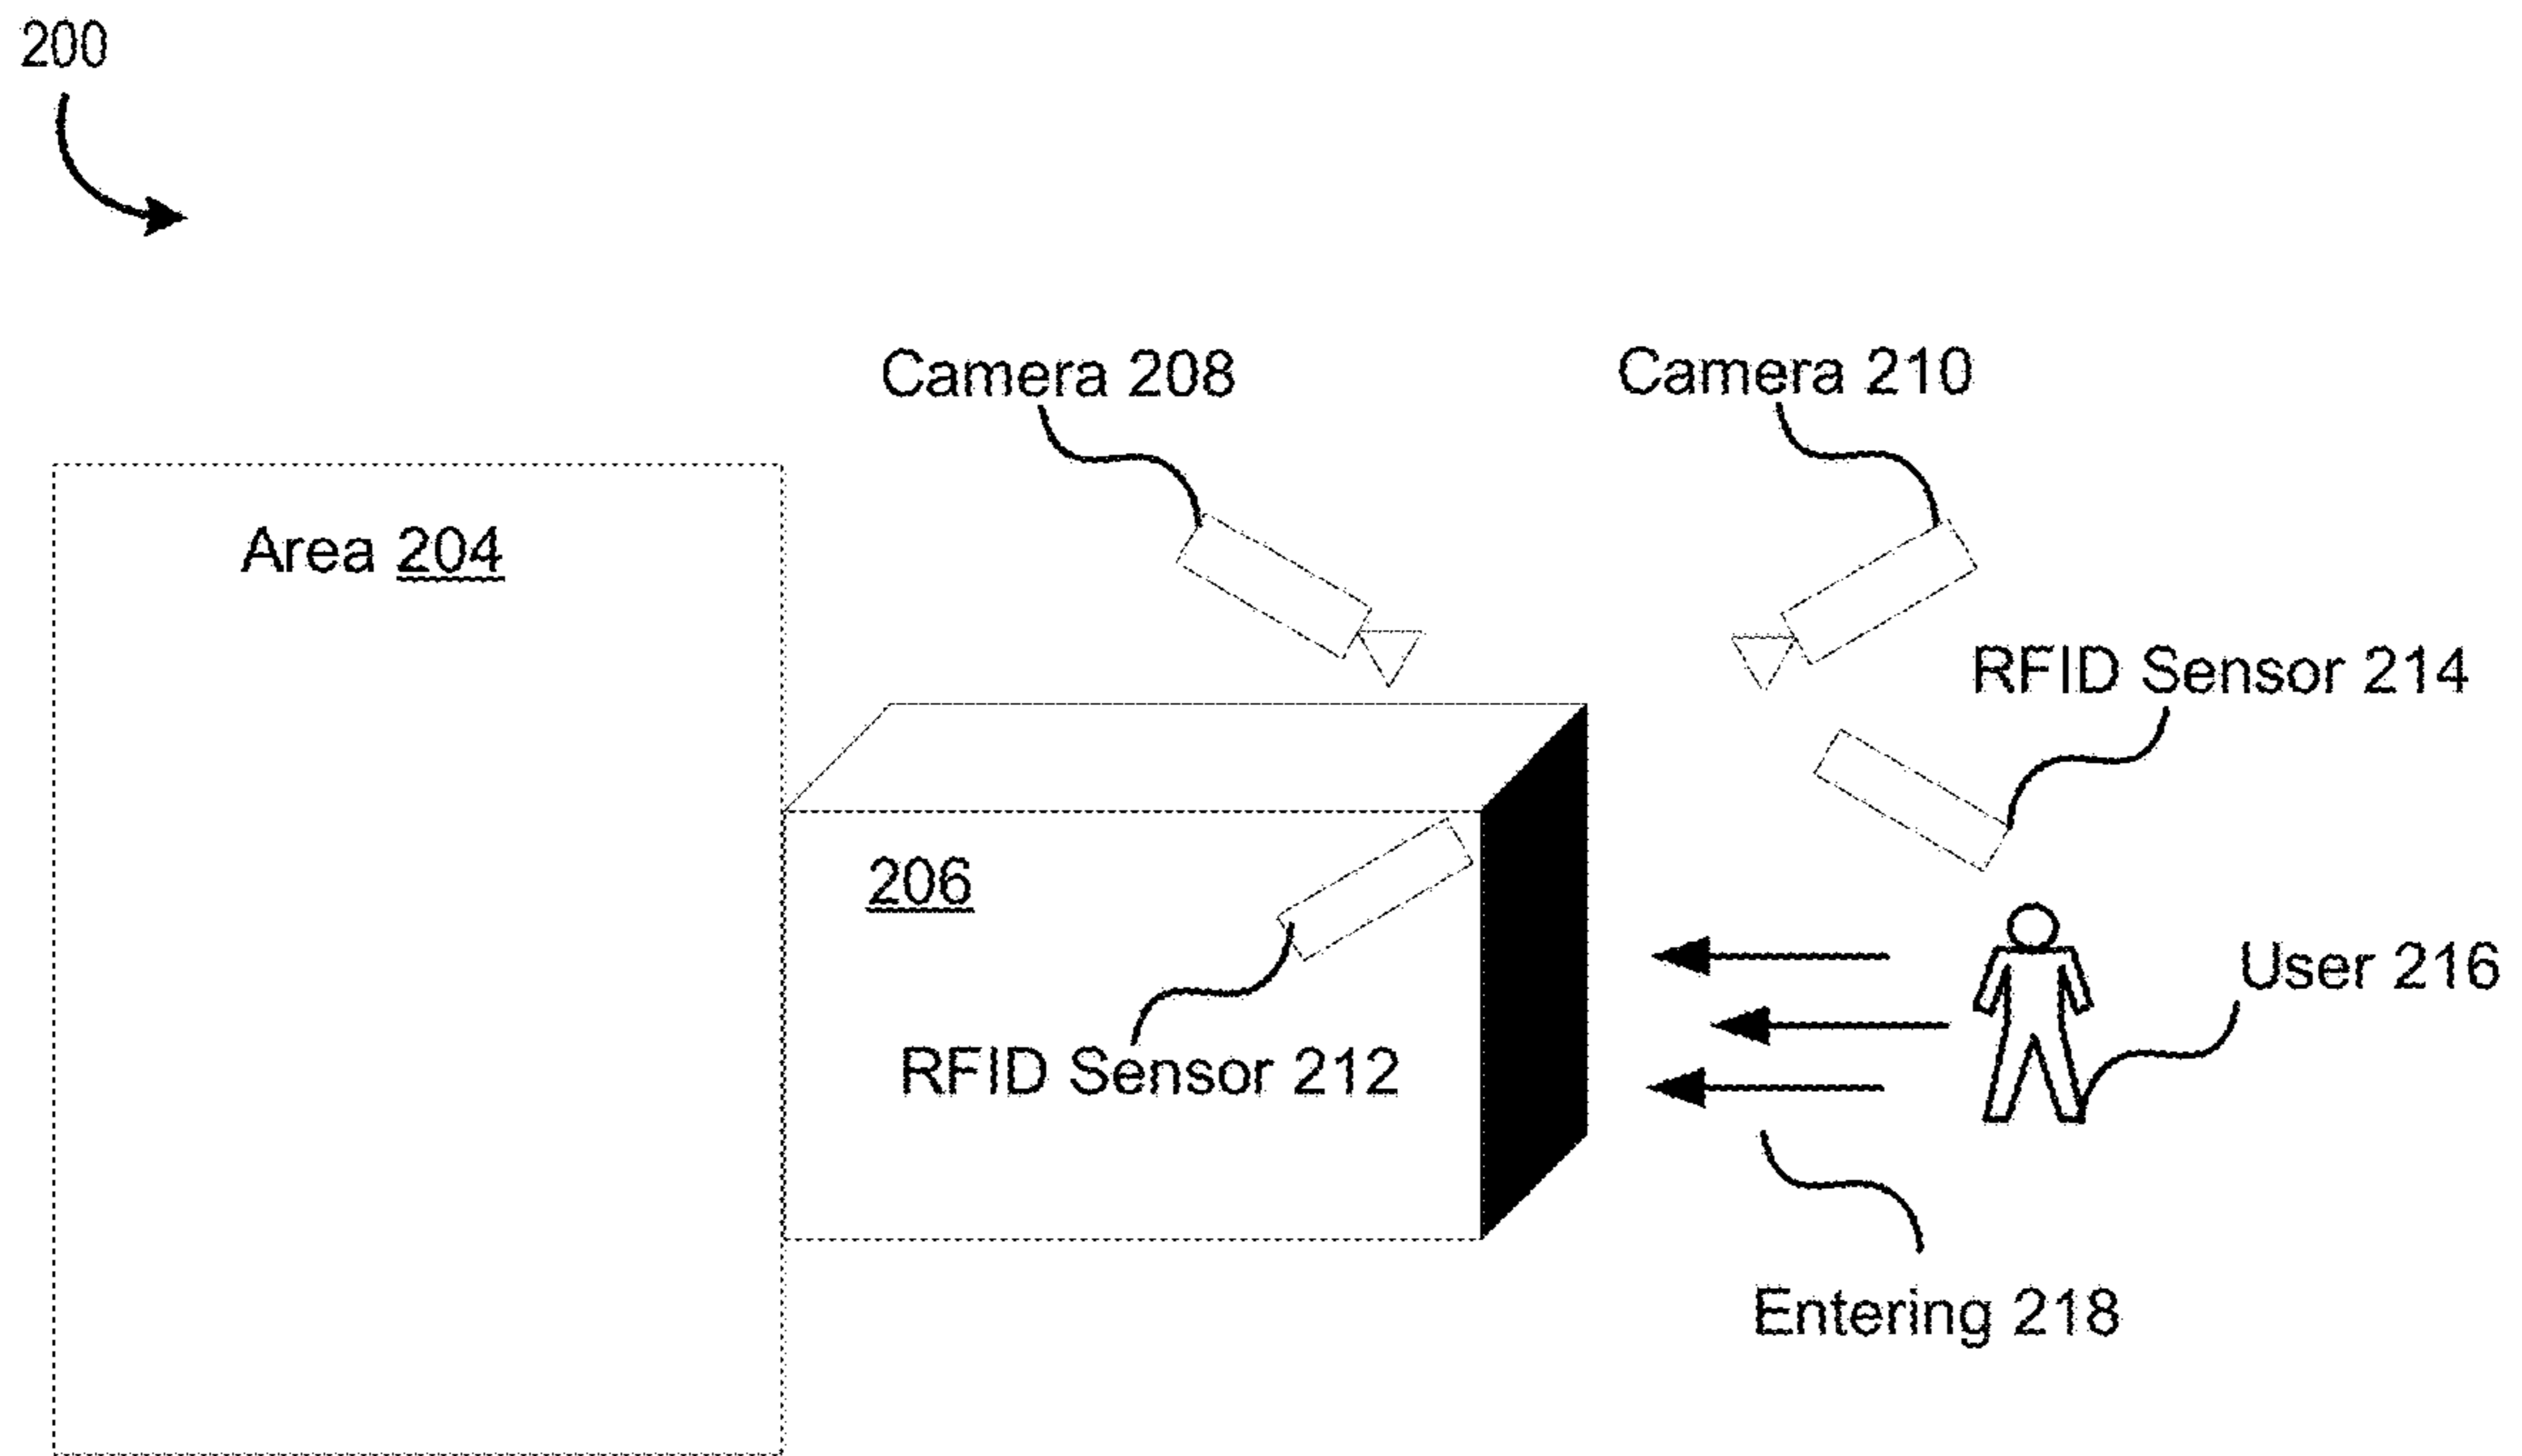 200
Camera 208
Camera 210
Area 204
RFID Sensor 214
206
User 216
RFID Sensor 212
Entering 218